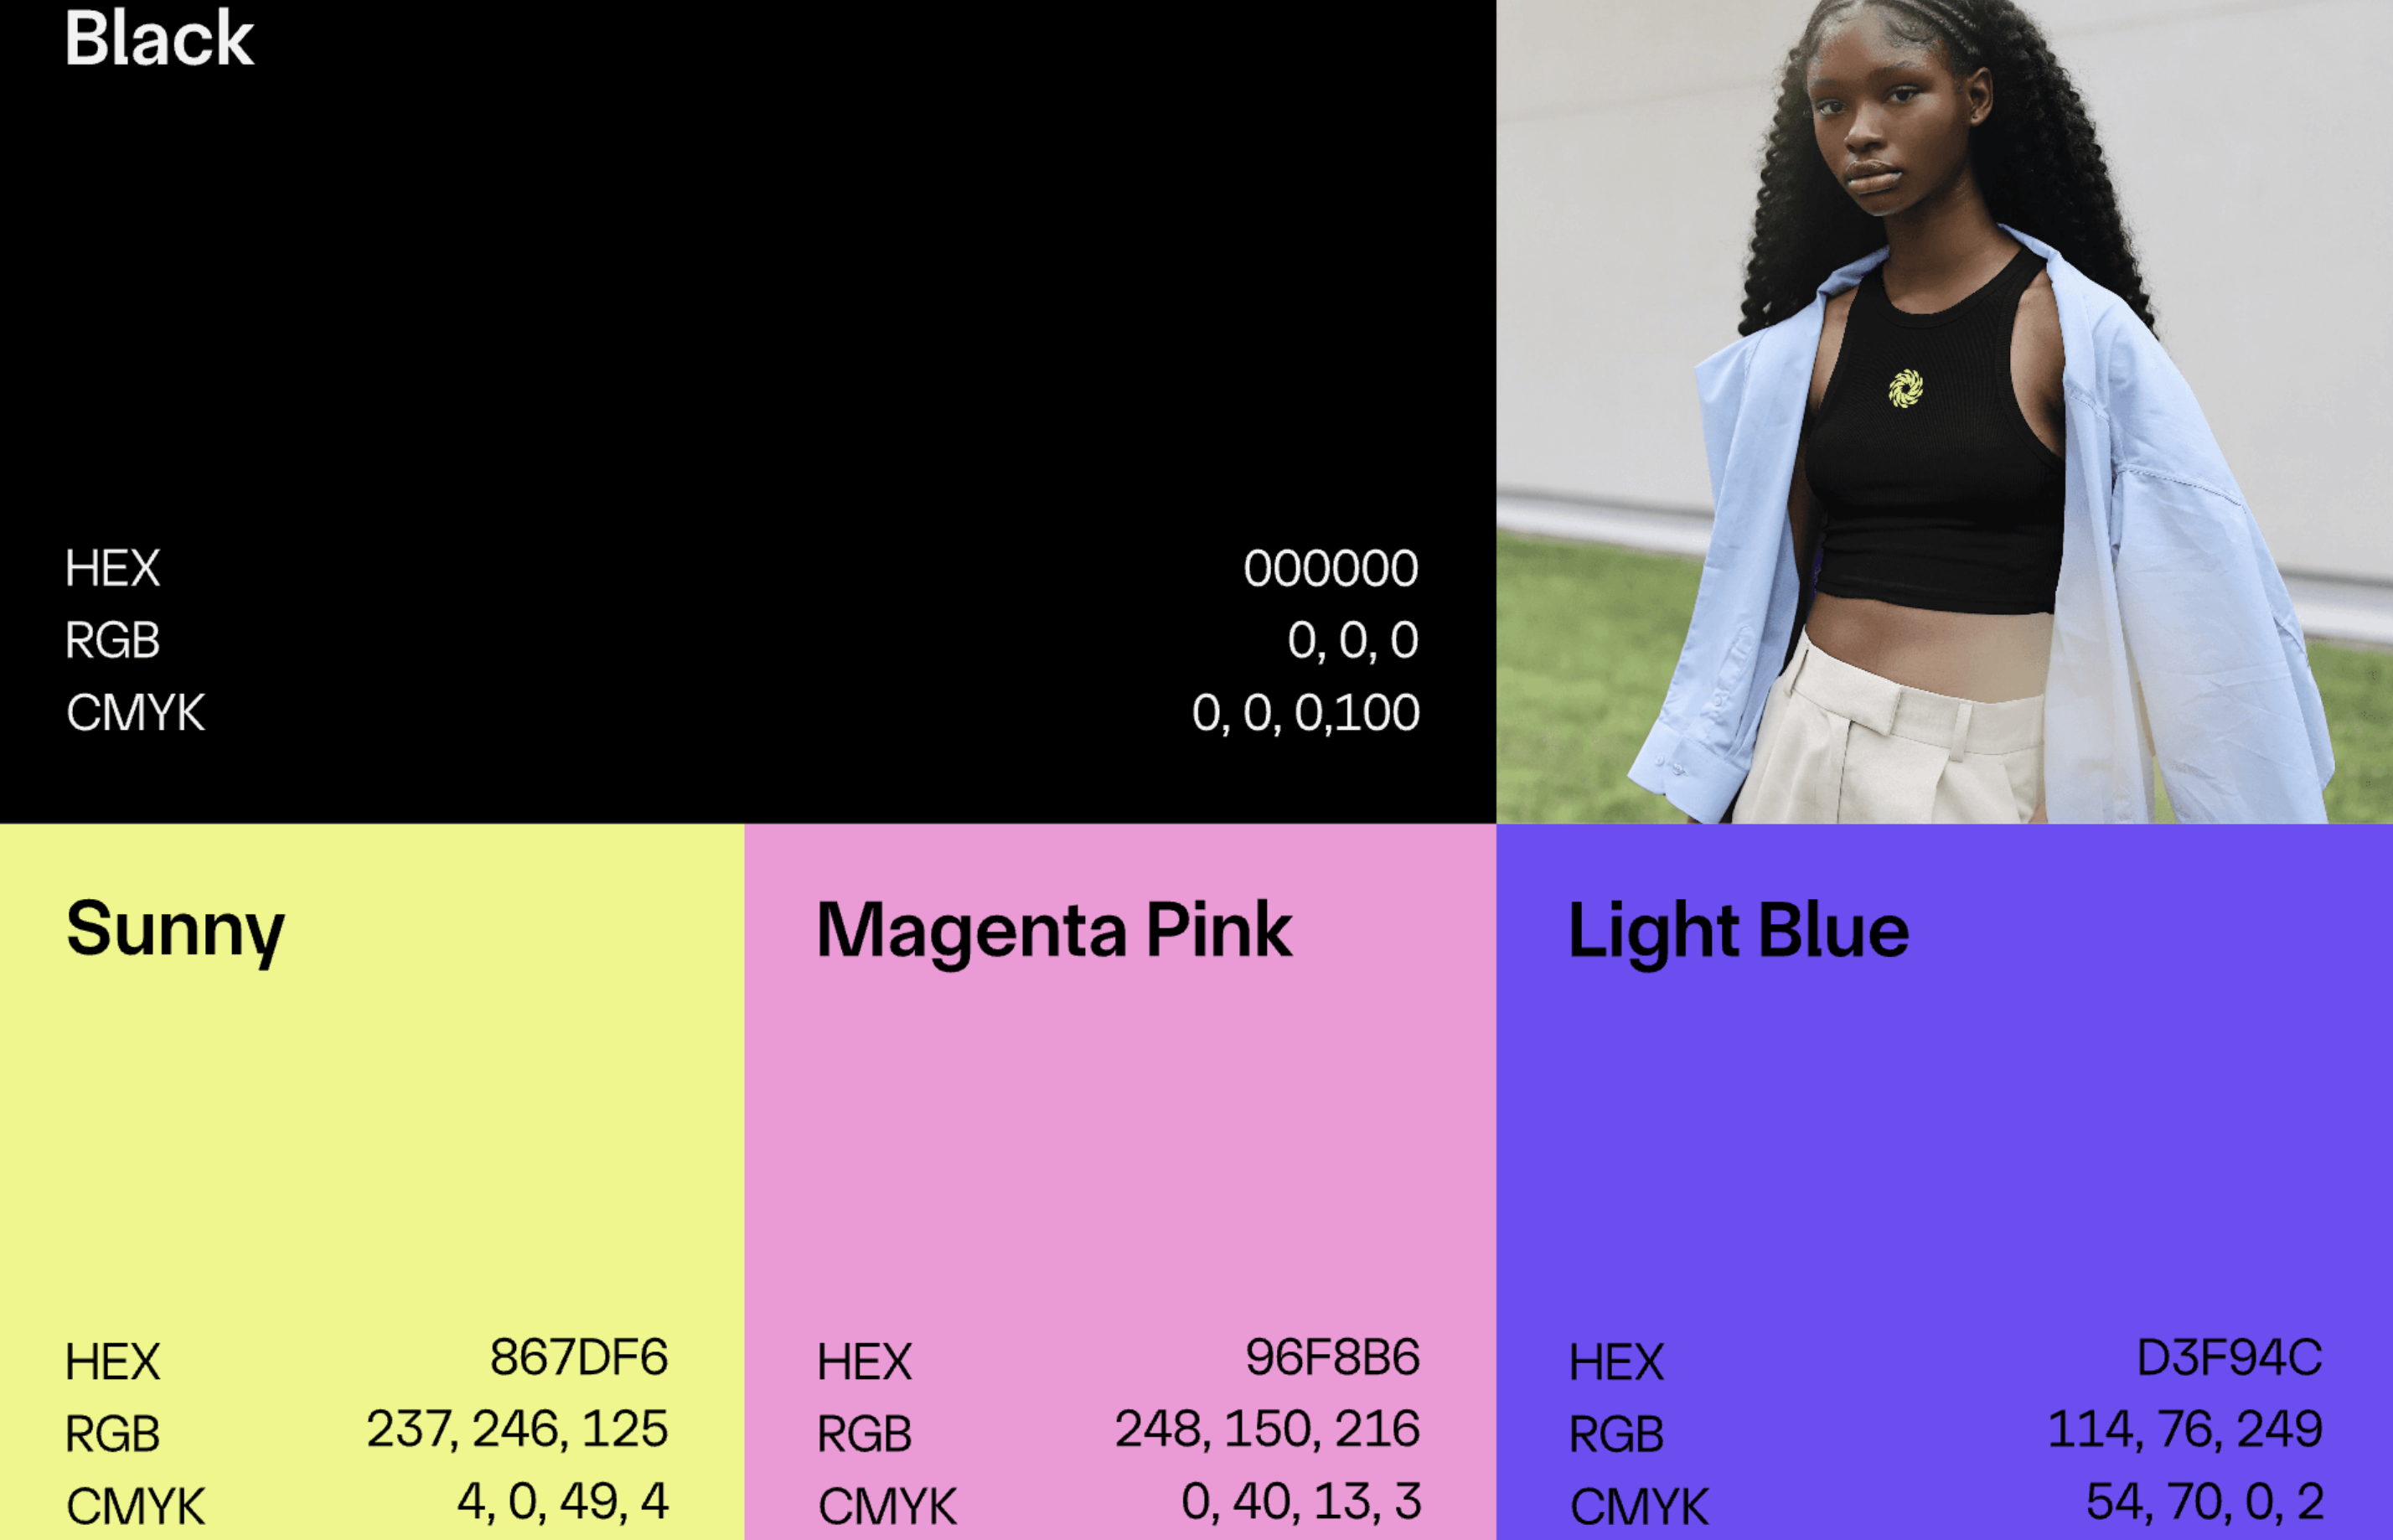 Black
HEX 000000
RGB 0, 0, 0
CMYK 0, 0, 0,100
Sunny
HEX 867DF6
RGB 237, 246, 125
CMYK 4, 0, 49, 4
Magenta Pink
HEX 96F8B6
RGB 248, 150, 216
CMYK 0, 40, 13, 3
Light Blue
HEX D3F94C
RGB 114, 76, 249
CMYK 54, 70, 0, 2